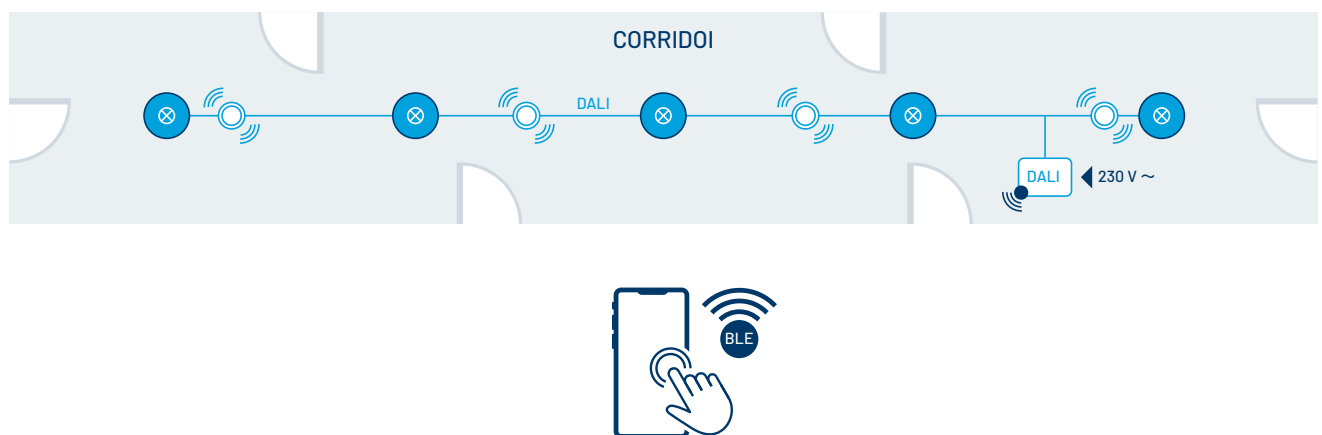 CORRIDOI
DALI
DALI
230 V ~
BLE